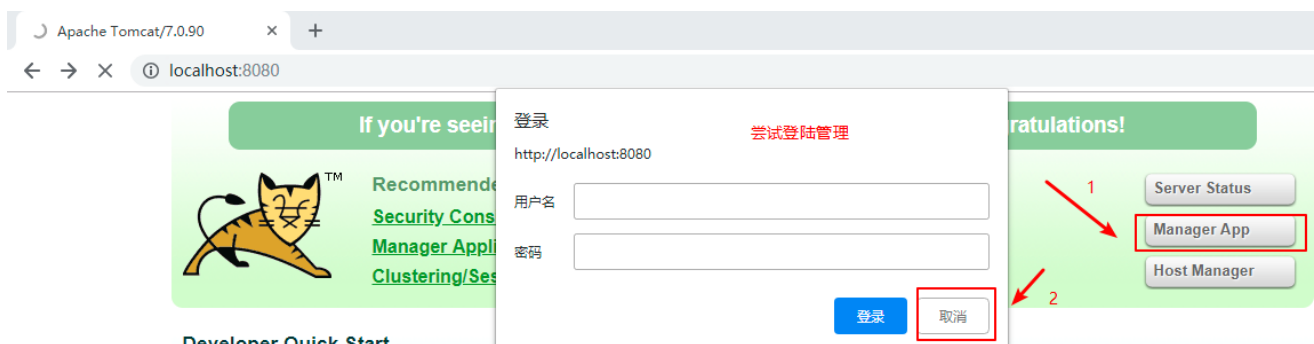 Apache Tomcat/7.0.90
localhost:8080
If you're seein
ratulations!
登录
尝试登陆管理
http://localhost:8080
TM
Recommende
Security Cons
Manager Appli
Clustering/Ses
用户名
密码
登录
取消
1
2
Server Status
Manager App
Host Manager
Developer Quick Start